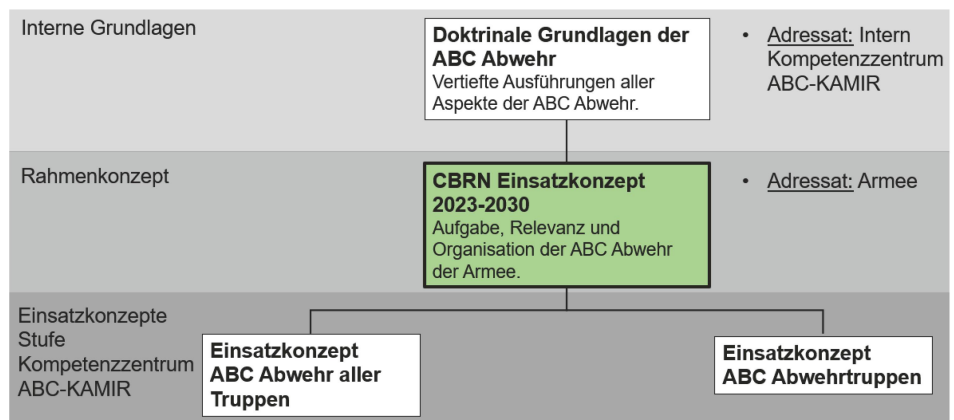 Interne Grundlagen
Doktrinale Grundlagen der
ABC Abwehr
Vertiefte Ausführungen aller
Aspekte der ABC Abwehr.
• Adressat: Intern
Kompetenzzentrum
ABC-KAMIR
Rahmenkonzept
CBRN Einsatzkonzept
2023-2030
Aufgabe, Relevanz und
Organisation der ABC Abwehr
der Armee.
• Adressat: Armee
Einsatzkonzepte
Stufe
Kompetenzzentrum
ABC-KAMIR
Einsatzkonzept
ABC Abwehr aller
Truppen
Einsatzkonzept
ABC Abwehrtruppen